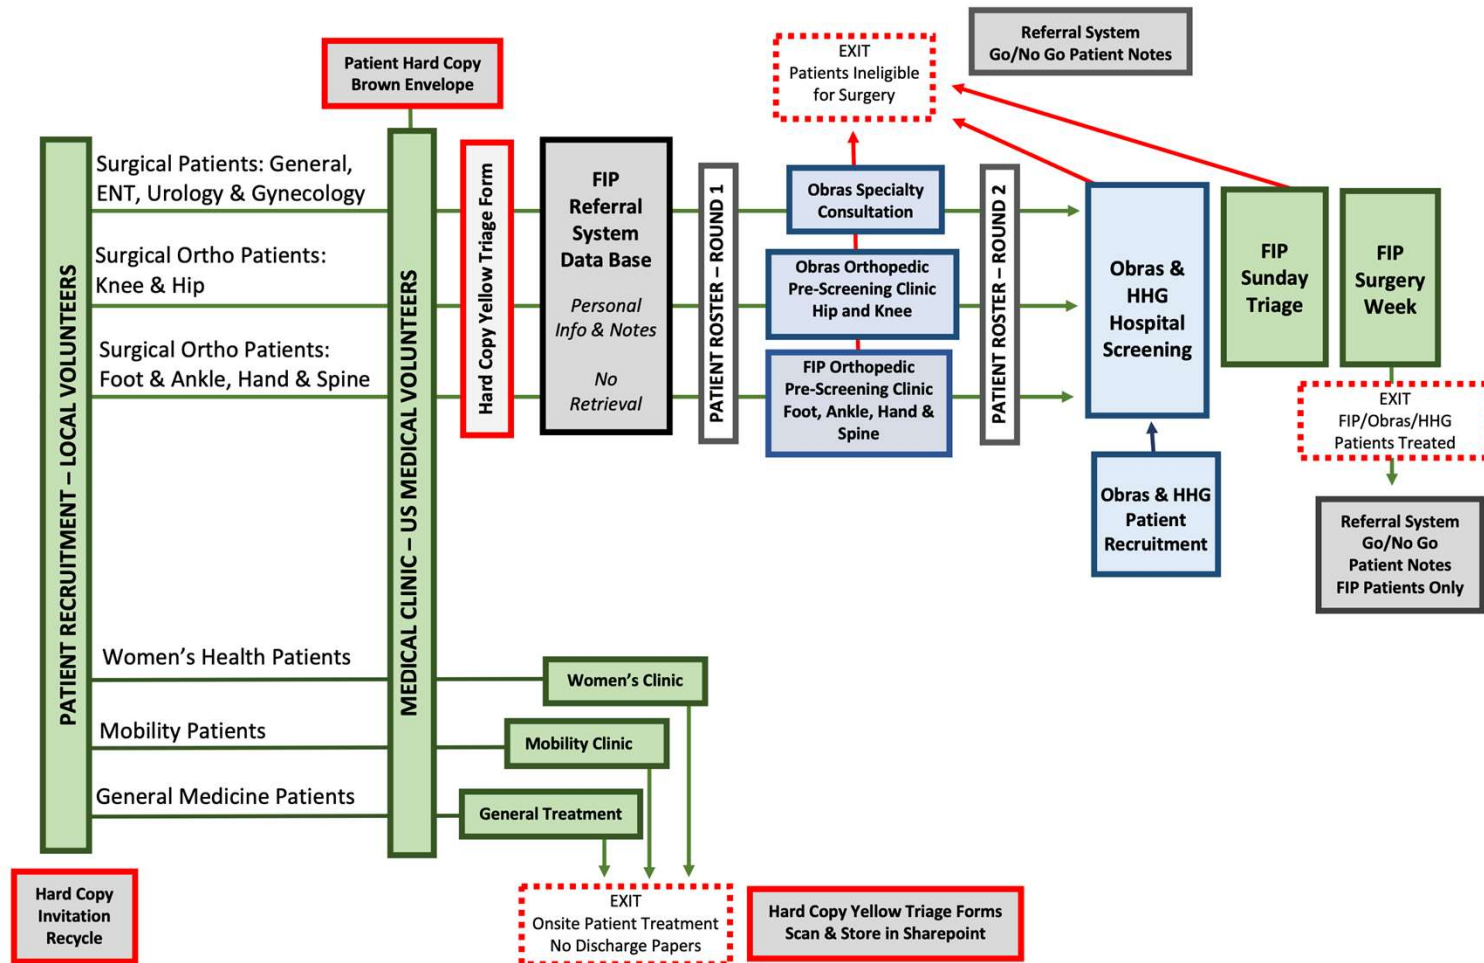 Patient Hard Copy
Brown Envelope
EXIT
Patients Ineligible
for Surgery
Referral System
Go/No Go Patient Notes
PATIENT RECRUITMENT – LOCAL VOLUNTEERS
Surgical Patients: General,
ENT, Urology & Gynecology
Surgical Ortho Patients:
Knee & Hip
Surgical Ortho Patients:
Foot & Ankle, Hand & Spine
MEDICAL CLINIC – US MEDICAL VOLUNTEERS
Hard Copy Yellow Triage Form
FIP
Referral
System
Data Base
Personal
Info & Notes
No
Retrieval
PATIENT ROSTER – ROUND 1
Obras Specialty
Consultation
Obras Orthopedic
Pre-Screening Clinic
Hip and Knee
FIP Orthopedic
Pre-Screening Clinic
Foot, Ankle, Hand &
Spine
PATIENT ROSTER – ROUND 2
Obras &
HHG
Hospital
Screening
Obras & HHG
Patient
Recruitment
FIP
Sunday
Triage
FIP
Surgery
Week
EXIT
FIP/Obras/HHG
Patients Treated
Referral System
Go/No Go
Patient Notes
FIP Patients Only
Women's Health Patients
Women's Clinic
Mobility Patients
Mobility Clinic
General Medicine Patients
General Treatment
Hard Copy
Invitation
Recycle
EXIT
Onsite Patient Treatment
No Discharge Papers
Hard Copy Yellow Triage Forms
Scan & Store in Sharepoint